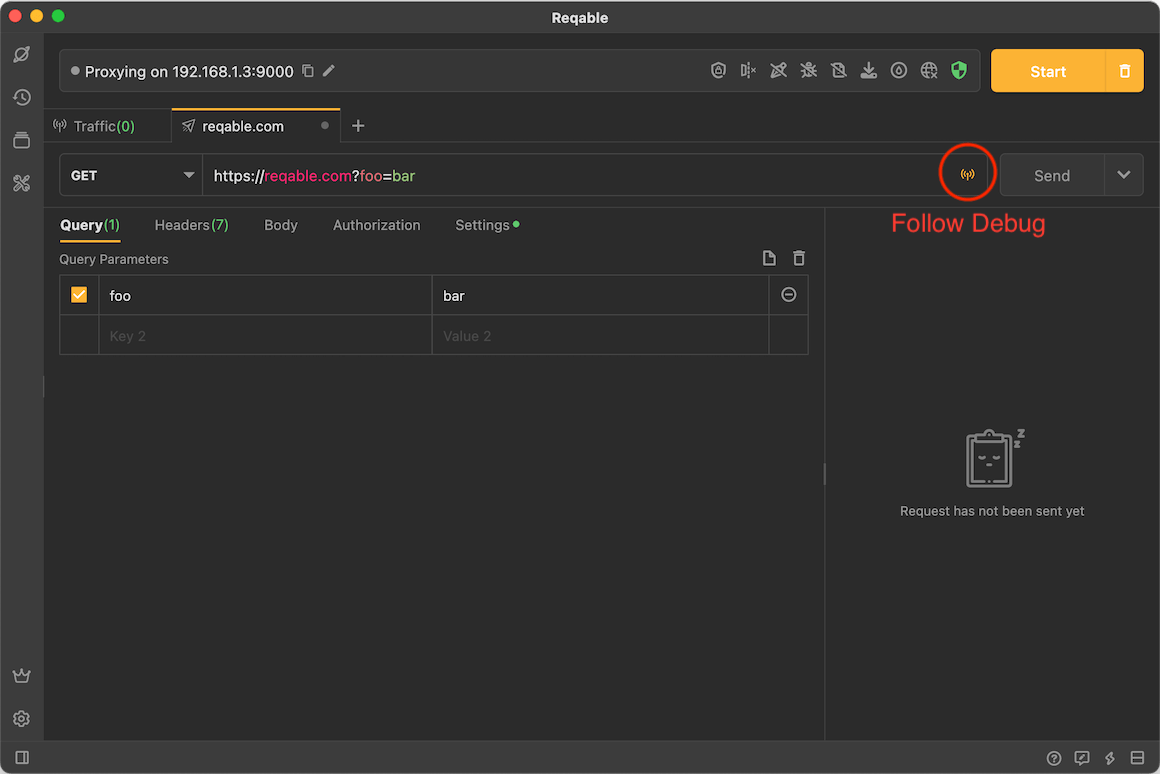 Reqable
Proxying on 192.168.1.3:9000
Start
Traffic(0)
reqable.com
GET
https://reqable.com?foo=bar
Send
Follow Debug
Query(1)
Headers(7)
Body
Authorization
Settings
Query Parameters
foo
bar
Key 2
Value 2
z
z
Request has not been sent yet